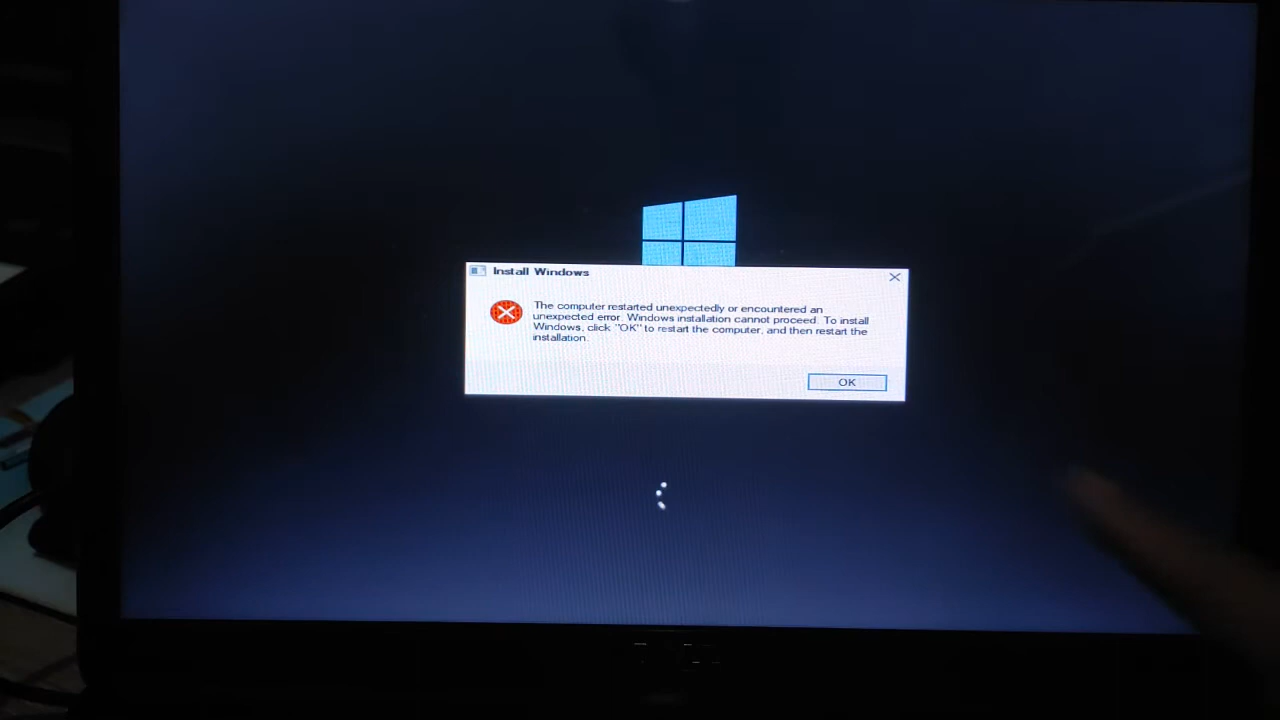 Install Windows
The computer restarted unexpectedly or encountered an
unexpected error. Windows installation cannot proceed. To install
Windows, click "OK" to restart the computer, and then restart the
installation.
OK